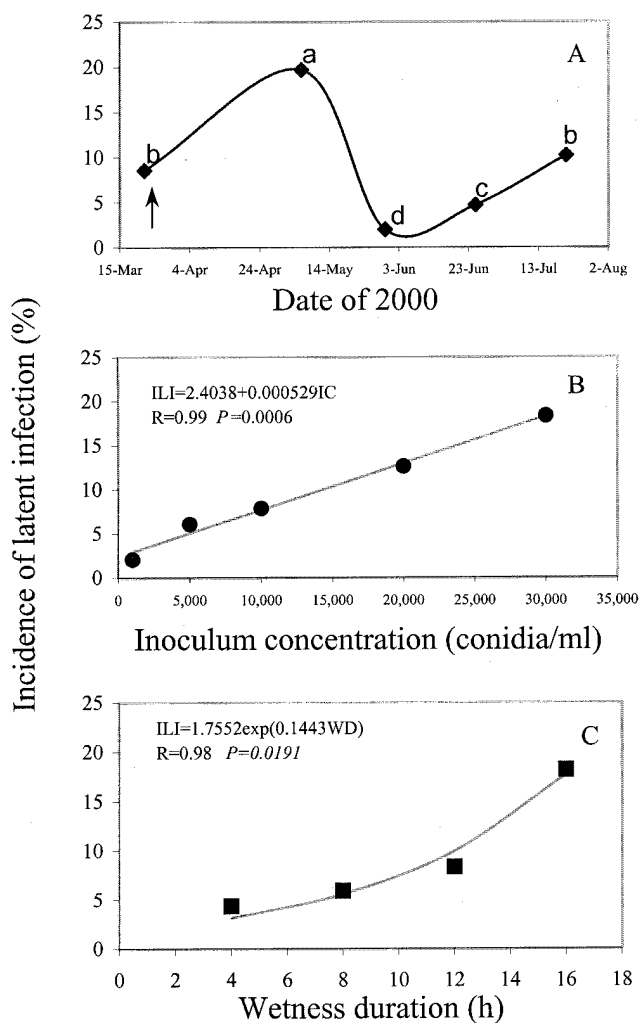 Incidence of latent infection (%)
25
20
15
10
5
0
A
b
a
d
c
b
15-Mar 4-Apr 24-Apr 14-May 3-Jun 23-Jun 13-Jul 2-Aug
Date of 2000
25
20
15
10
5
0
ILI=2.4038+0.000529IC
R=0.99 P=0.0006
B
0 5,000 10,000 15,000 20,000 25,000 30,000 35,000
Inoculum concentration (conidia/ml)
25
20
15
10
5
0
ILI=1.7552exp(0.1443WD)
R=0.98 P=0.0191
C
0 2 4 6 8 10 12 14 16 18
Wetness duration (h)